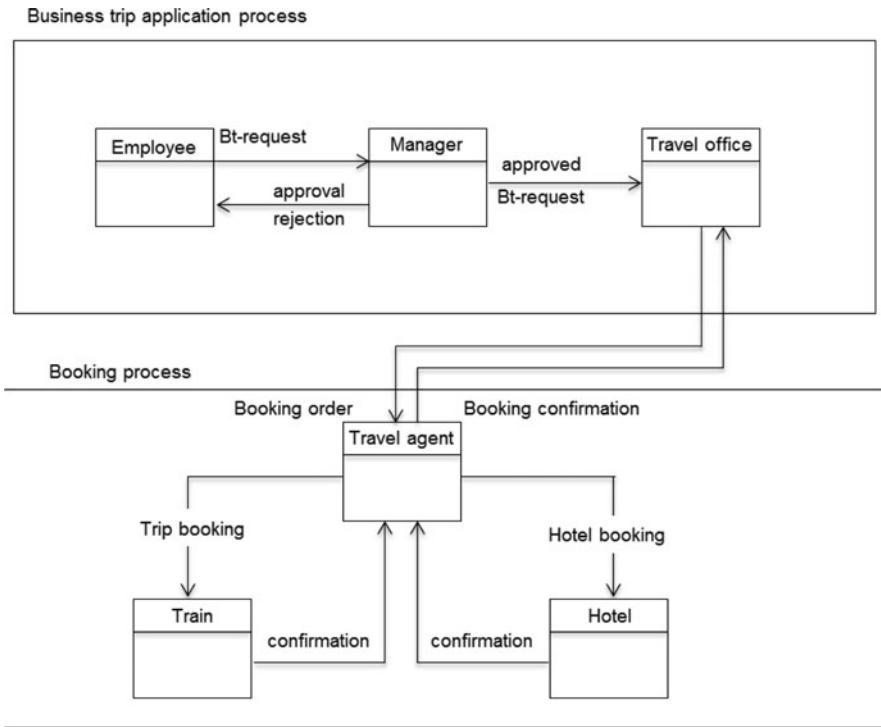 Business trip application process
Employee
Bt-request
Manager
Travel office
approval
rejection
approved
Bt-request
Booking process
Booking order
Booking confirmation
Travel agent
Trip booking
Hotel booking
Train
Hotel
confirmation
confirmation